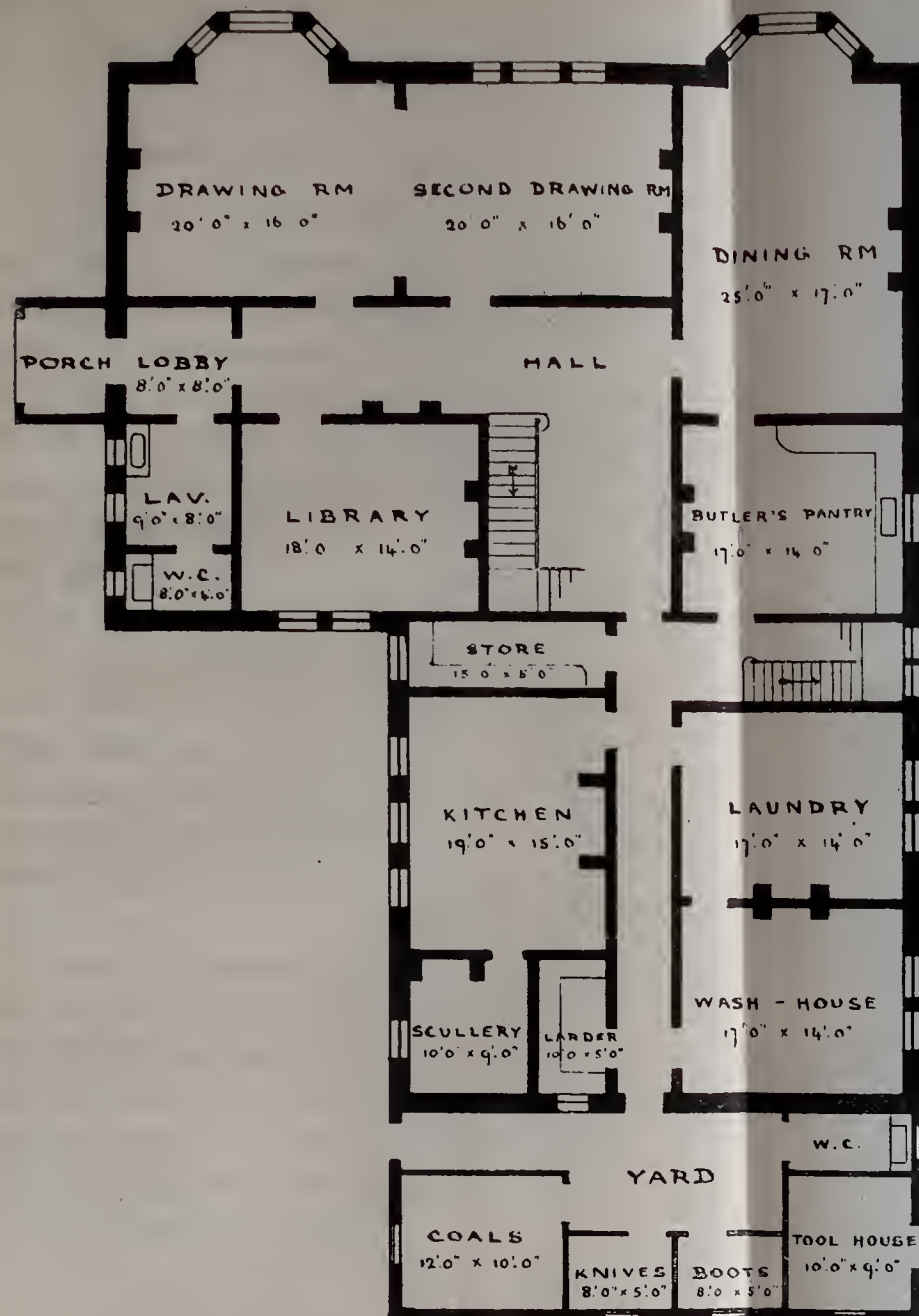 DRAWING RM
20'0" x 16'0"
SECOND DRAWING RM
20'0" x 16'0"
DINING RM
25'.0" x 17'.0"
PORCH
LOBBY
8'.0" x 8'.0"
HALL
LAV.
9'0" x 8'.0"
LIBRARY
18'.0 x 14'.0"
BUTLER'S PANTRY
17'.0" x 14'0"
W.C.
STORE
KITCHEN
19'.0" x 15'.0"
LAUNDRY
17'.0" x 14'.0"
WASH - HOUSE
17'.0" x 14'.0"
SCULLERY
10'0" x 9'.0"
LARDER
10'0 x 5'0"
W.C.
YARD
COALS
12'.0" x 10'.0"
KNIVES
8'.0" x 5'.0"
BOOTS
8'.0 x 5'.0"
TOOL HOUSE
10'.0" x 9'.0"